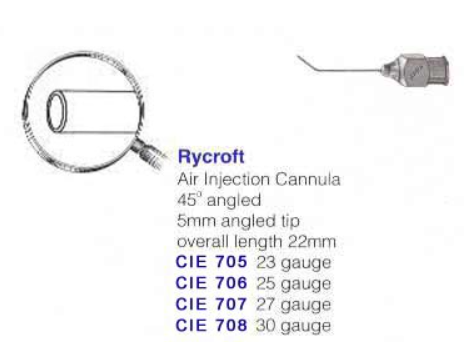 Rycroft
Air Injection Cannula
45° angled
5mm angled tip
overall length 22mm
CIE 705 23 gauge
CIE 706 25 gauge
CIE 707 27 gauge
CIE 708 30 gauge